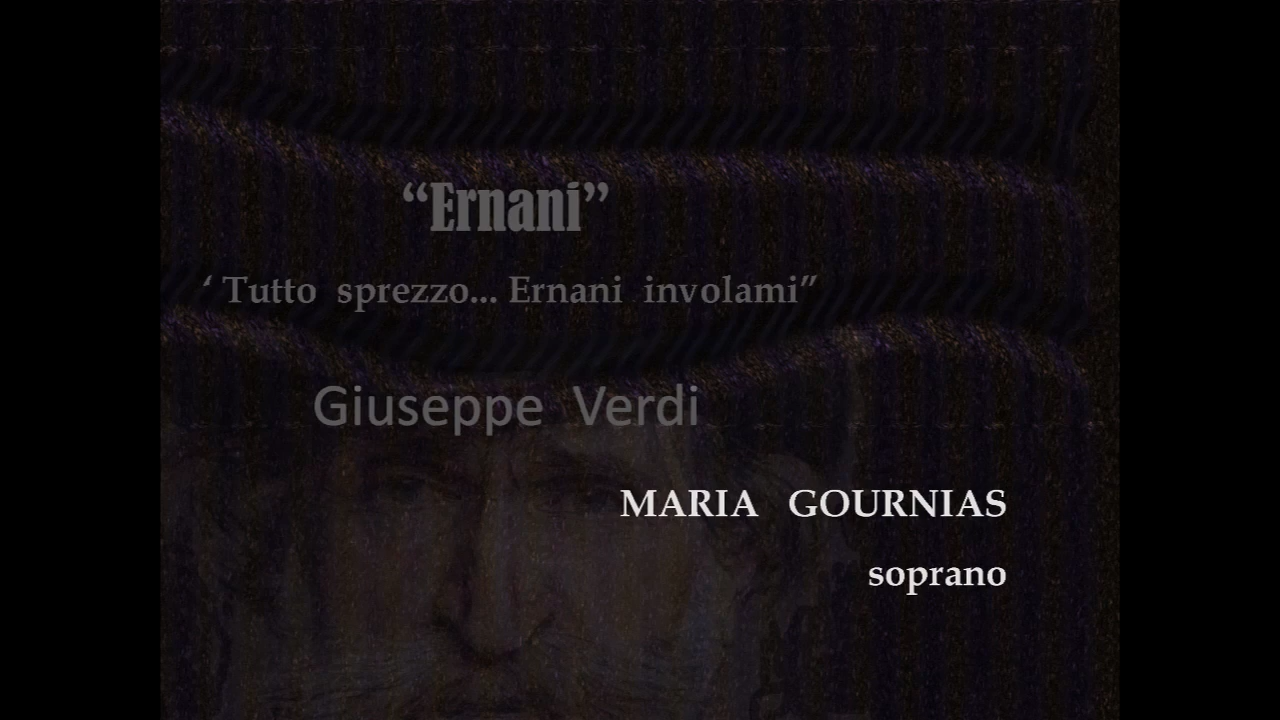 “Ernani”
‘ Tutto sprezzo... Ernani involami”
Giuseppe Verdi
MARIA GOURNIAS
soprano